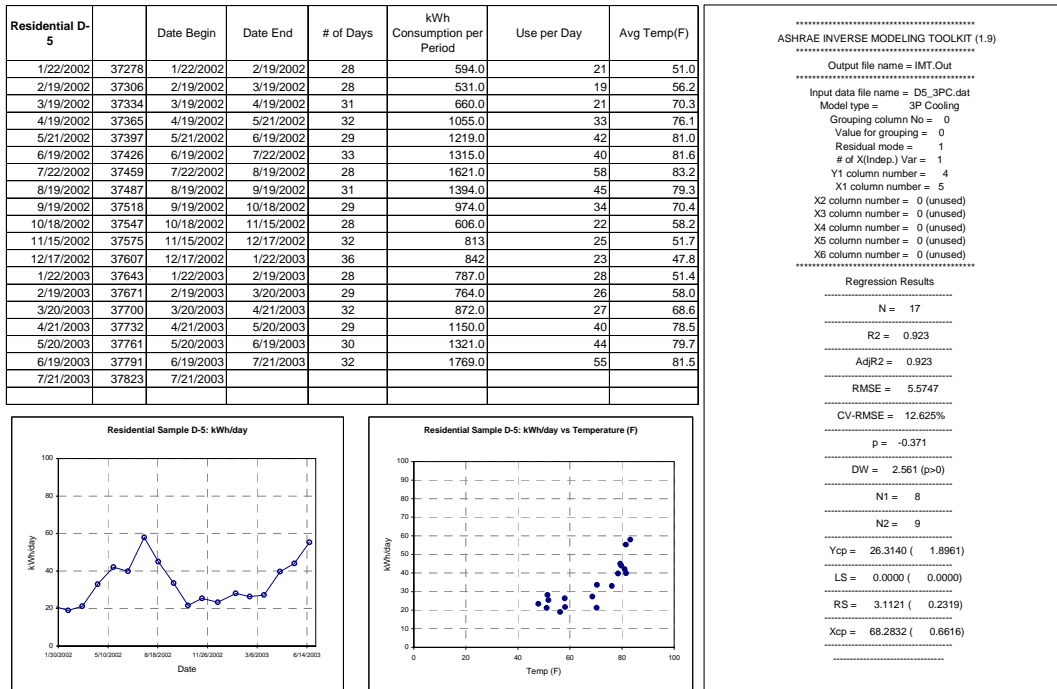 Residential D-5 Date Begin Date End # of Days kWh Consumption per Period Use per Day Avg Temp(F)
1/22/2002 37278 1/22/2002 2/19/2002 28 594.0 21 51.0
2/19/2002 37306 2/19/2002 3/19/2002 28 531.0 19 56.2
3/19/2002 37334 3/19/2002 4/19/2002 31 660.0 21 70.3
4/19/2002 37365 4/19/2002 5/21/2002 32 1055.0 33 76.1
5/21/2002 37397 5/21/2002 6/19/2002 29 1219.0 42 81.0
6/19/2002 37426 6/19/2002 7/22/2002 33 1315.0 40 81.6
7/22/2002 37459 7/22/2002 8/19/2002 28 1621.0 58 83.2
8/19/2002 37487 8/19/2002 9/19/2002 31 1394.0 45 79.3
9/19/2002 37518 9/19/2002 10/18/2002 29 974.0 34 70.4
10/18/2002 37547 10/18/2002 11/15/2002 28 606.0 22 58.2
11/15/2002 37575 11/15/2002 12/17/2002 32 813 25 51.7
12/17/2002 37607 12/17/2002 1/22/2003 36 842 23 47.8
1/22/2003 37643 1/22/2003 2/19/2003 28 787.0 28 51.4
2/19/2003 37671 2/19/2003 3/20/2003 29 764.0 26 58.0
3/20/2003 37700 3/20/2003 4/21/2003 32 872.0 27 68.6
4/21/2003 37732 4/21/2003 5/20/2003 29 1150.0 40 78.5
5/20/2003 37761 5/20/2003 6/19/2003 30 1321.0 44 79.7
6/19/2003 37791 6/19/2003 7/21/2003 32 1769.0 55 81.5
7/21/2003 37823 7/21/2003
Residential Sample D-5: kWh/day
100
80
60
40
20
0
kWh/day
1/30/2002 5/10/2002 8/18/2002 11/26/2002 3/6/2003 6/14/2003
Date
Residential Sample D-5: kWh/day vs Temperature (F)
100
90
80
70
60
50
40
30
20
10
0
kWh/day
0 20 40 60 80 100
Temp (F)
********************************************
ASHRAE INVERSE MODELING TOOLKIT (1.9)
********************************************
Output file name = IMT.Out
********************************************
Input data file name = D5_3PC.dat
Model type = 3P Cooling
Grouping column No = 0
Value for grouping = 0
Residual mode = 1
# of X(Indep.) Var = 1
Y1 column number = 4
X1 column number = 5
X2 column number = 0 (unused)
X3 column number = 0 (unused)
X4 column number = 0 (unused)
X5 column number = 0 (unused)
X6 column number = 0 (unused)
********************************************
Regression Results
--------------------------------------
N = 17
--------------------------------------
R2 = 0.923
--------------------------------------
AdjR2 = 0.923
--------------------------------------
RMSE = 5.5747
--------------------------------------
CV-RMSE = 12.625%
--------------------------------------
p = -0.371
--------------------------------------
DW = 2.561 (p>0)
--------------------------------------
N1 = 8
--------------------------------------
N2 = 9
--------------------------------------
Ycp = 26.3140 ( 1.8961)
--------------------------------------
LS = 0.0000 ( 0.0000)
--------------------------------------
RS = 3.1121 ( 0.2319)
--------------------------------------
Xcp = 68.2832 ( 0.6616)
--------------------------------------
---------------------------------